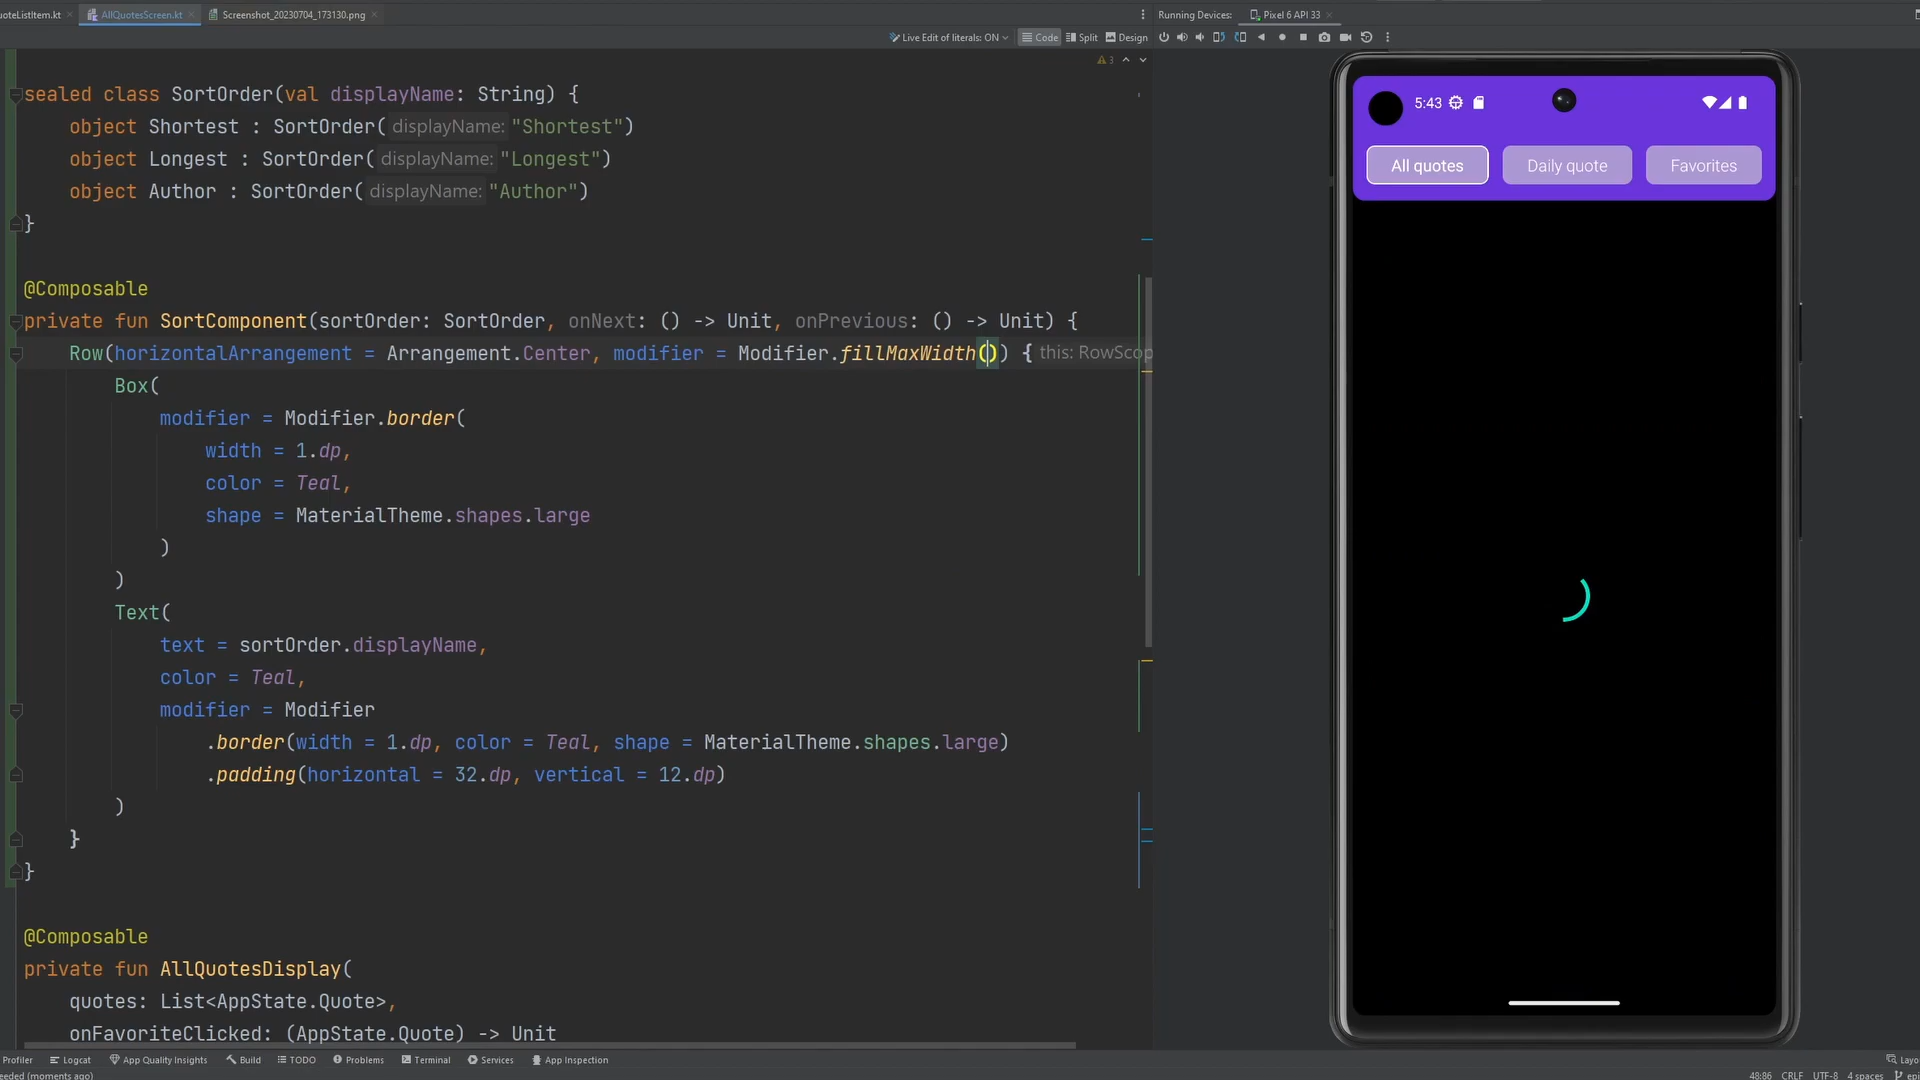 uoteListItem.kt AllQuotesScreen.kt Screenshot_20230704_173130.png Running Devices: Pixel 6 API 33
Live Edit of literals: ON Code Split Design
3
sealed class SortOrder(val displayName: String) {
object Shortest : SortOrder( displayName: "Shortest")
object Longest : SortOrder( displayName: "Longest")
object Author : SortOrder( displayName: "Author")
}
@Composable
private fun SortComponent(sortOrder: SortOrder, onNext: () -> Unit, onPrevious: () -> Unit) {
Row(horizontalArrangement = Arrangement.Center, modifier = Modifier.fillMaxWidth()) { this: RowScop
Box(
modifier = Modifier.border(
width = 1.dp,
color = Teal,
shape = MaterialTheme.shapes.large
)
)
Text(
text = sortOrder.displayName,
color = Teal,
modifier = Modifier
.border(width = 1.dp, color = Teal, shape = MaterialTheme.shapes.large)
.padding(horizontal = 32.dp, vertical = 12.dp)
)
}
}
@Composable
private fun AllQuotesDisplay(
quotes: List<AppState.Quote>,
onFavoriteClicked: (AppState.Quote) -> Unit
5:43
All quotes Daily quote Favorites
Profiler Logcat App Quality Insights Build TODO Problems Terminal Services App Inspection Layou
eeded (moments ago) 48:86 CRLF UTF-8 4 spaces epi